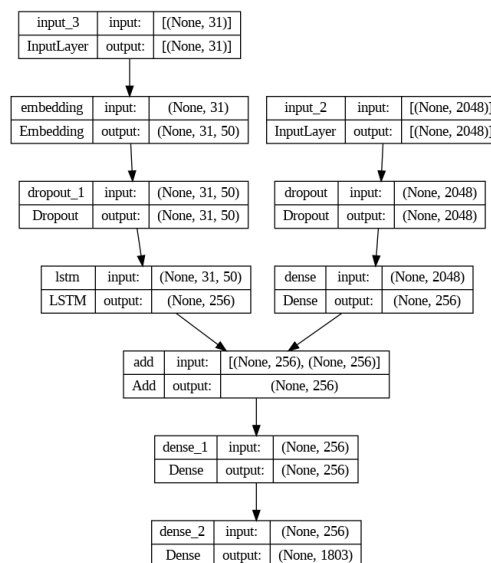 input_3 input: [(None, 31)]
InputLayer output: [(None, 31)]
embedding input: (None, 31)
Embedding output: (None, 31, 50)
input_2 input: [(None, 2048)]
InputLayer output: [(None, 2048)]
dropout_1 input: (None, 31, 50)
Dropout output: (None, 31, 50)
dropout input: (None, 2048)
Dropout output: (None, 2048)
lstm input: (None, 31, 50)
LSTM output: (None, 256)
dense input: (None, 2048)
Dense output: (None, 256)
add input: [(None, 256), (None, 256)]
Add output: (None, 256)
dense_1 input: (None, 256)
Dense output: (None, 256)
dense_2 input: (None, 256)
Dense output: (None, 1803)